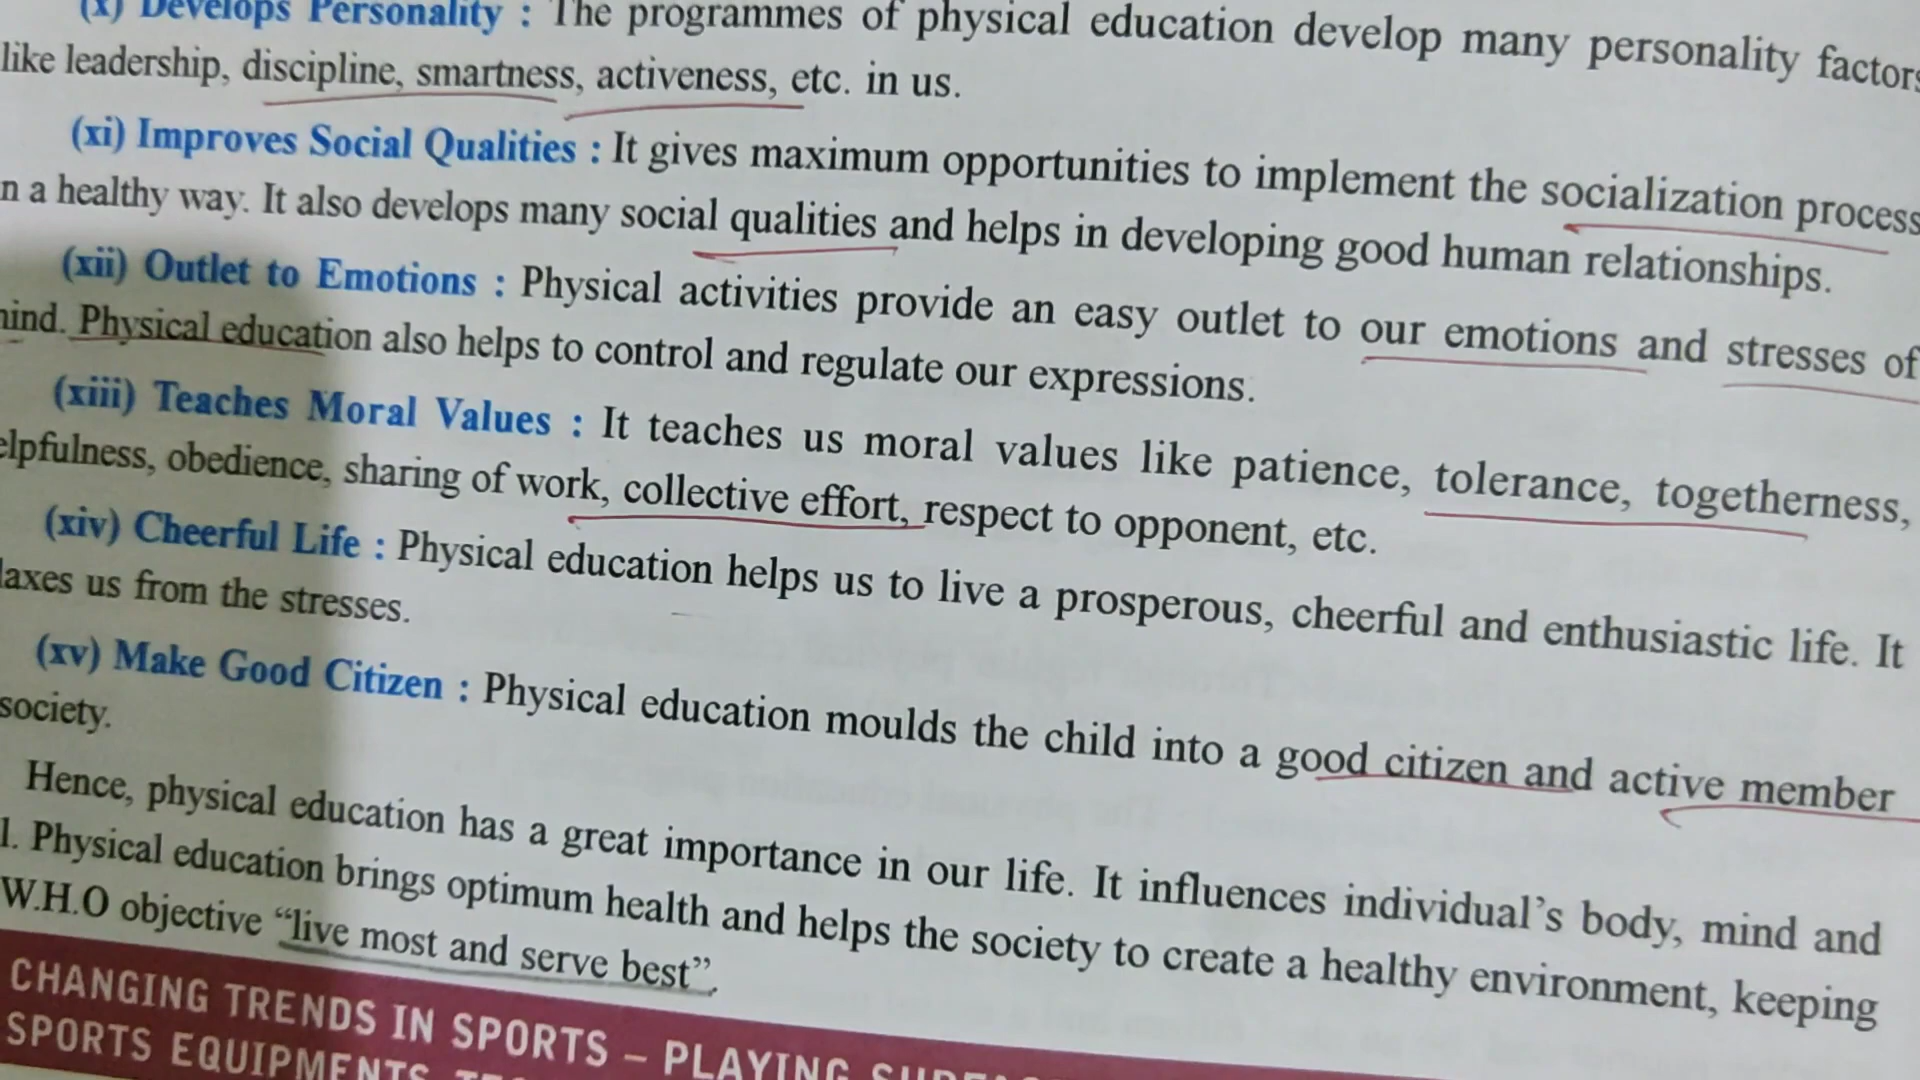 (x) Develops Personality : The programmes of physical education develop many personality factors
like leadership, discipline, smartness, activeness, etc. in us.
(xi) Improves Social Qualities : It gives maximum opportunities to implement the socialization process
n a healthy way. It also develops many social qualities and helps in developing good human relationships.
(xii) Outlet to Emotions : Physical activities provide an easy outlet to our emotions and stresses of
ind. Physical education also helps to control and regulate our expressions.
(xiii) Teaches Moral Values : It teaches us moral values like patience, tolerance, togetherness,
elpfulness, obedience, sharing of work, collective effort, respect to opponent, etc.
(xiv) Cheerful Life : Physical education helps us to live a prosperous, cheerful and enthusiastic life. It
laxes us from the stresses.
(xv) Make Good Citizen : Physical education moulds the child into a good citizen and active member
society.
Hence, physical education has a great importance in our life. It influences individual's body, mind and
l. Physical education brings optimum health and helps the society to create a healthy environment, keeping
W.H.O objective “live most and serve best”.
CHANGING TRENDS IN SPORTS – PLAYING
SPORTS EQUIPMENTS